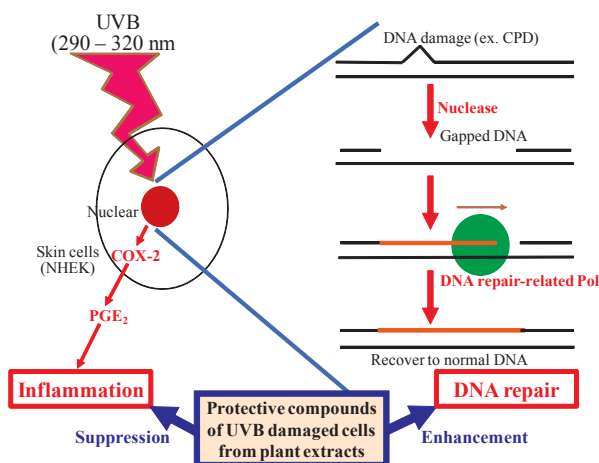 UVB
(290 – 320 nm
Nuclear
Skin cells
(NHEK)
COX-2
PGE₂
Inflammation
DNA damage (ex. CPD)
Nuclease
Gapped DNA
DNA repair-related Pol
Recover to normal DNA
DNA repair
Suppression
Protective compounds
of UVB damaged cells
from plant extracts
Enhancement